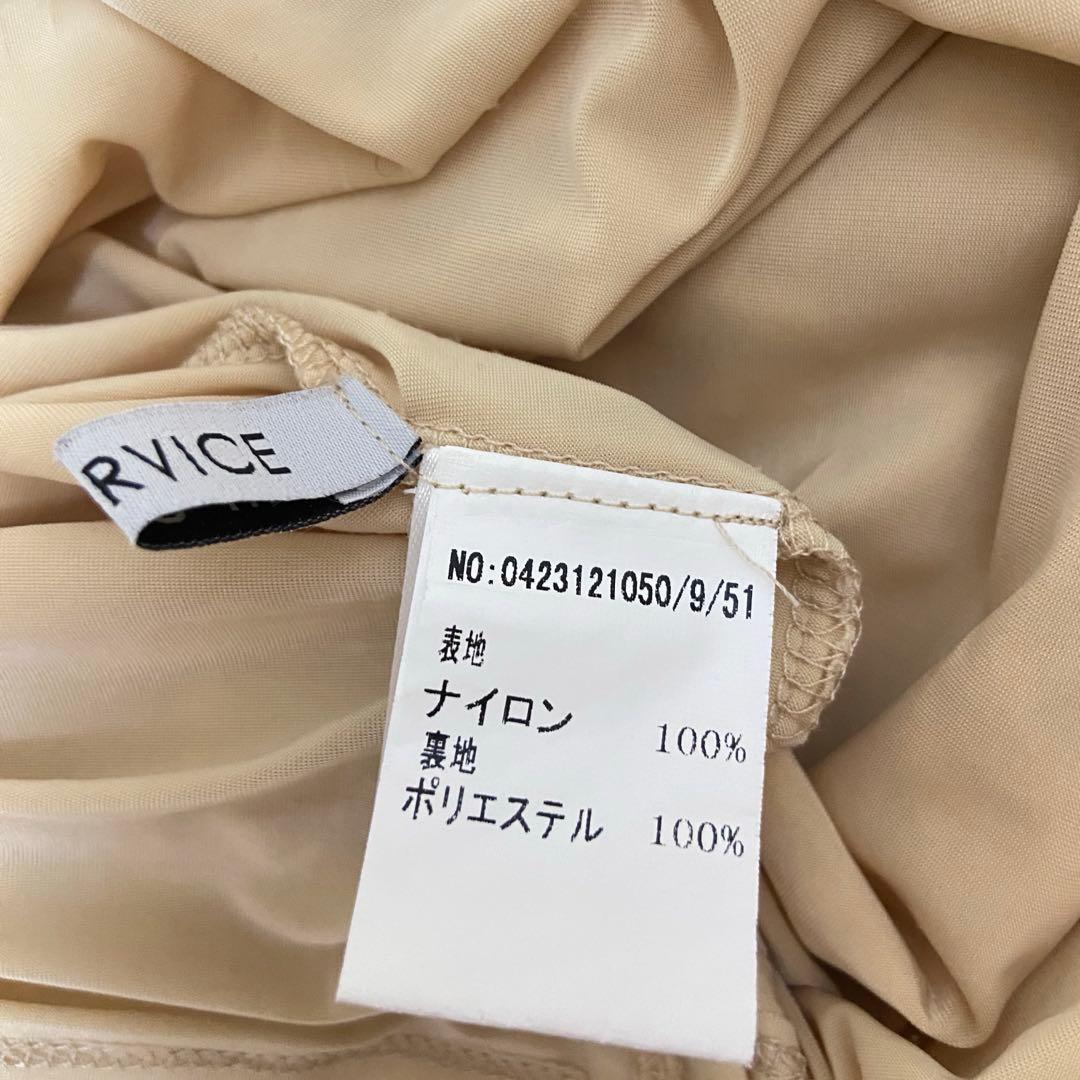 RVICE
NO:0423121050/9/51
表地
ナイロン 100%
裏地
ポリエステル 100%